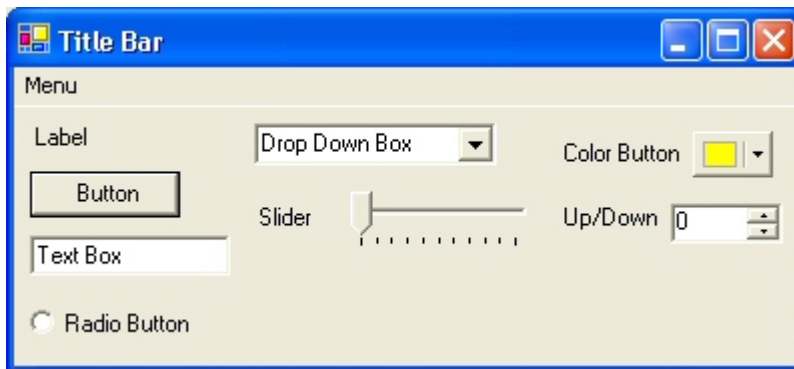 Title Bar
Menu
Label
Drop Down Box
Color Button
Button
Slider
Up/Down 0
Text Box
Radio Button